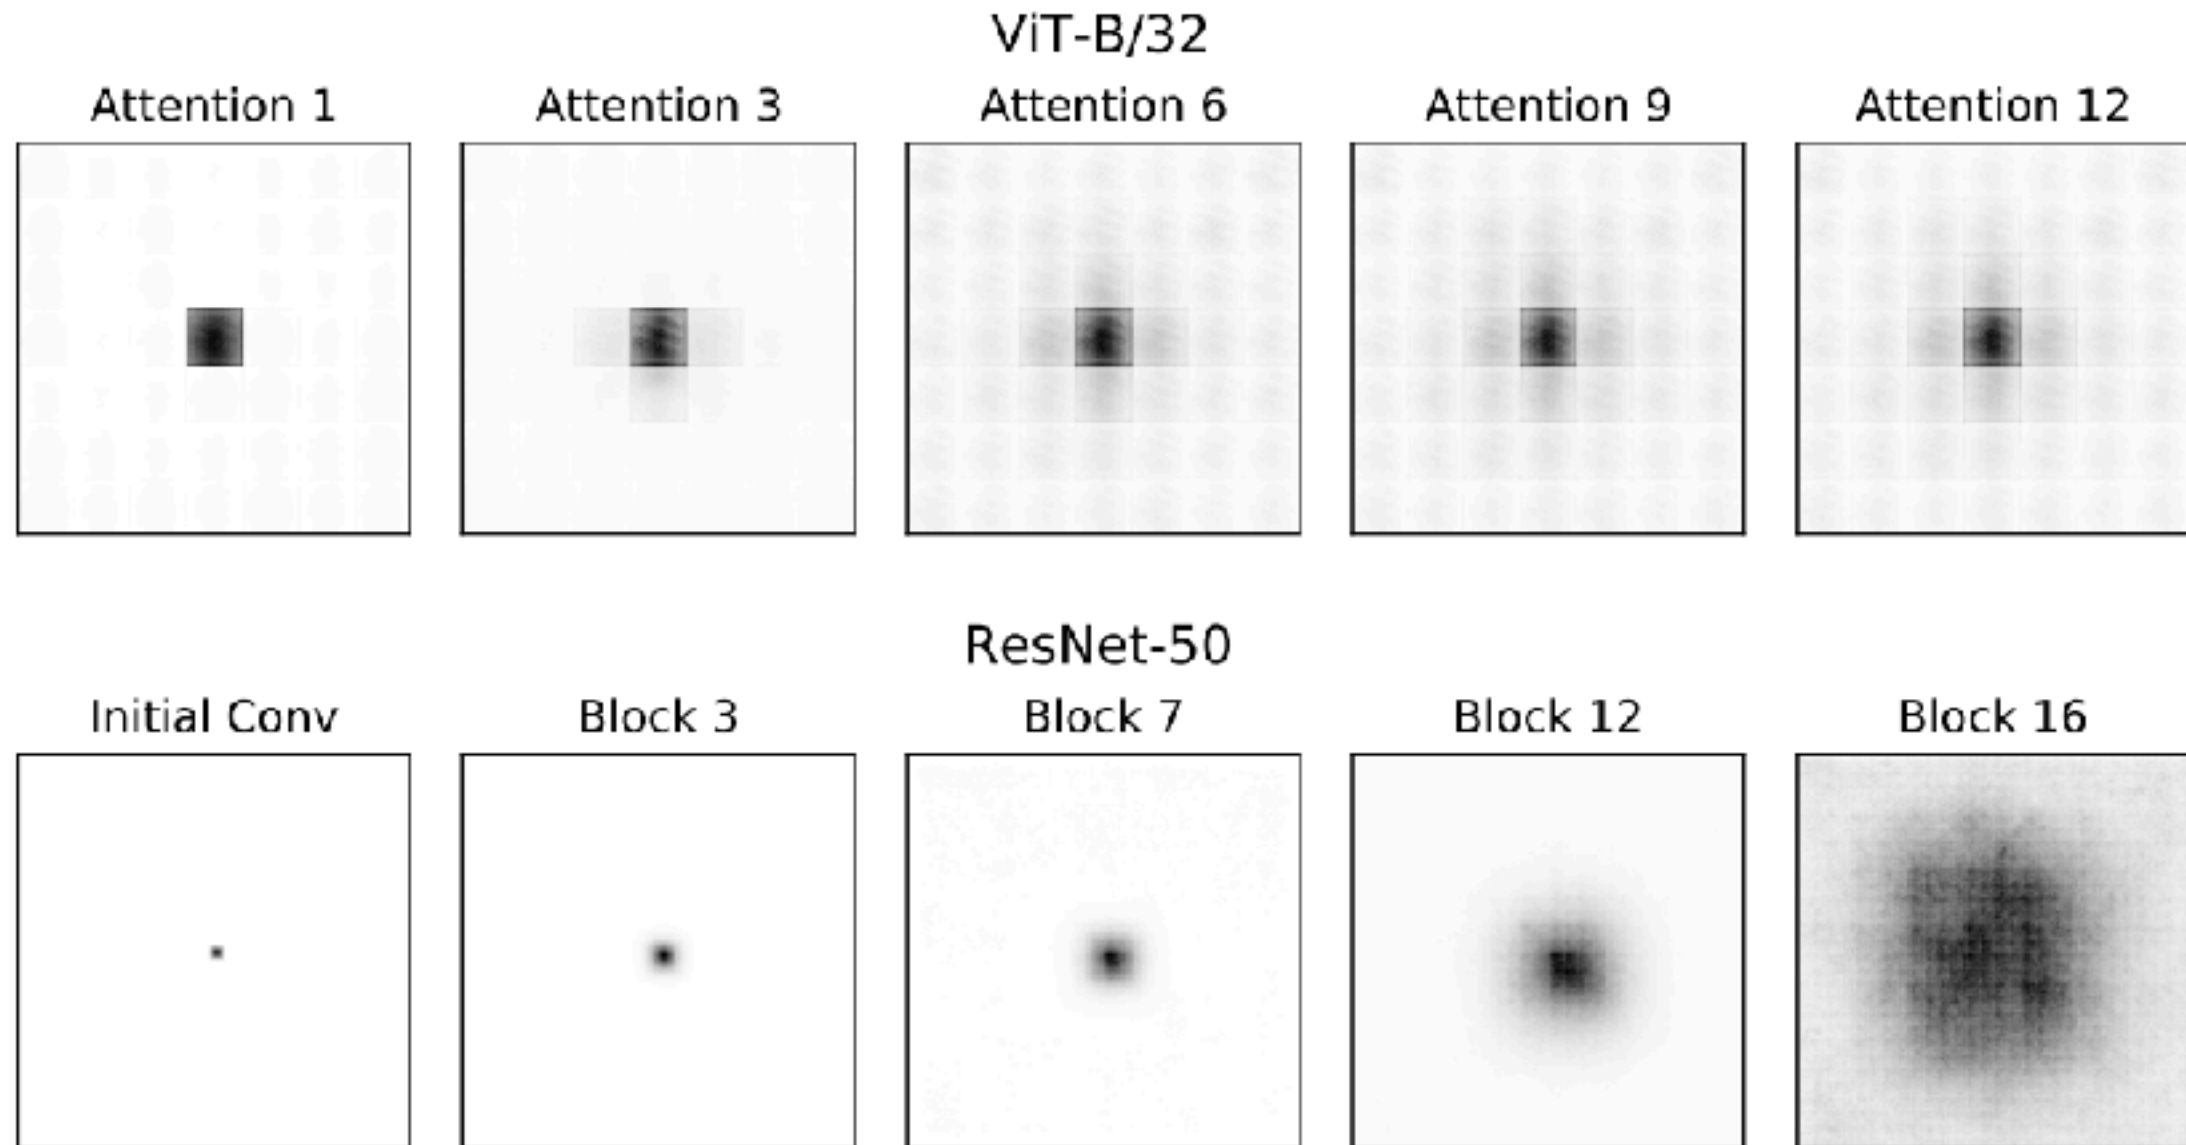 ViT-B/32
Attention 1 Attention 3 Attention 6 Attention 9 Attention 12
ResNet-50
Initial Conv Block 3 Block 7 Block 12 Block 16